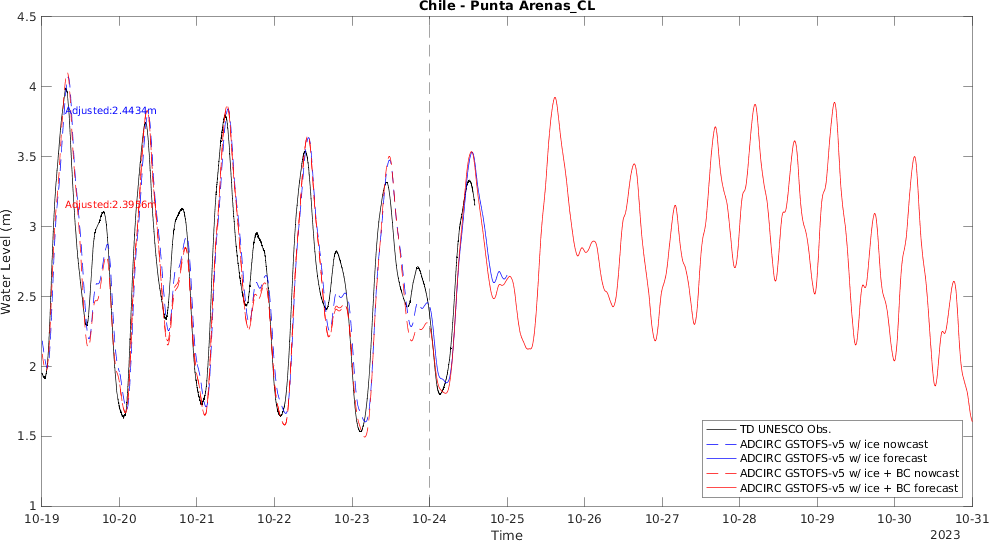 Chile - Punta Arenas_CL
4.5
4
3.5
3
2.5
2
1.5
1
Water Level (m)
Adjusted:2.4434m
Adjusted:2.3936m
TD UNESCO Obs.
ADCIRC GSTOFS-v5 w/ ice nowcast
ADCIRC GSTOFS-v5 w/ ice forecast
ADCIRC GSTOFS-v5 w/ ice + BC nowcast
ADCIRC GSTOFS-v5 w/ ice + BC forecast
10-19 10-20 10-21 10-22 10-23 10-24 10-25 10-26 10-27 10-28 10-29 10-30 10-31
Time
2023